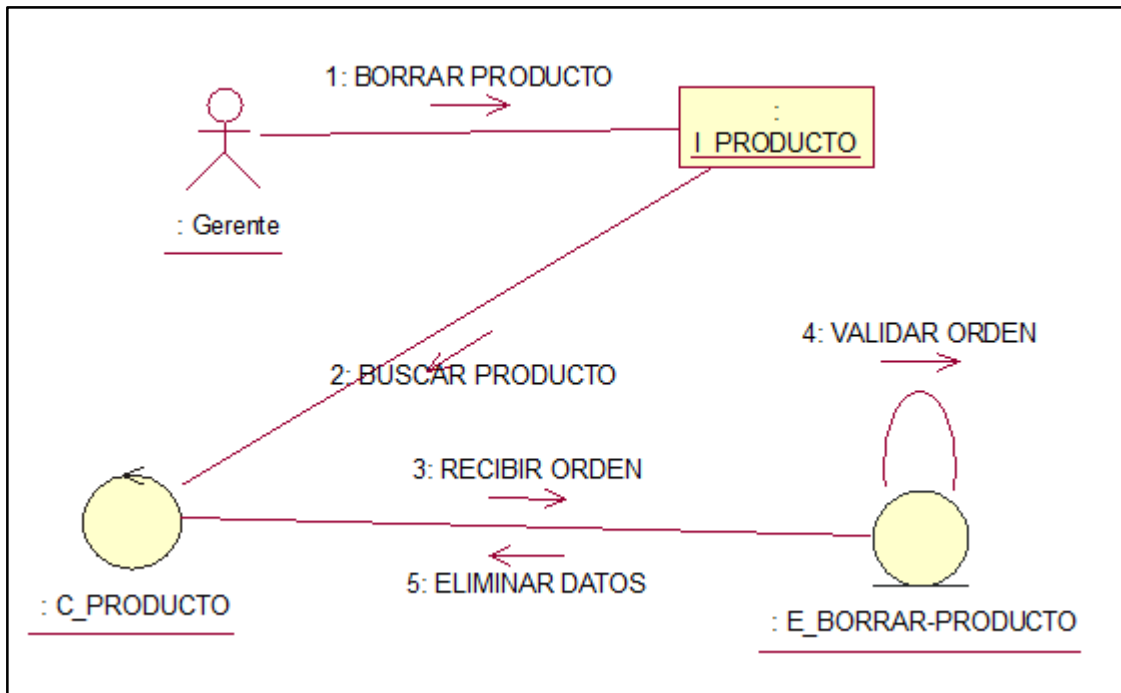 1: BORRAR PRODUCTO
:
I_PRODUCTO
: Gerente
4: VALIDAR ORDEN
2: BUSCAR PRODUCTO
3: RECIBIR ORDEN
5: ELIMINAR DATOS
: C_PRODUCTO
: E_BORRAR-PRODUCTO